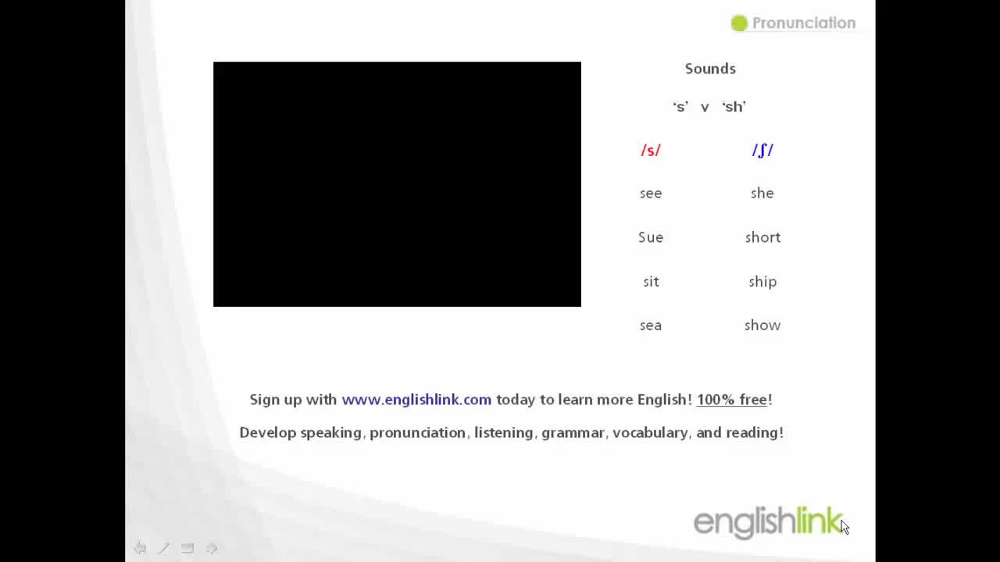 Pronunciation
Sounds
‘s’ v ‘sh’
/s/ /ʃ/
see she
Sue short
sit ship
sea show
Sign up with www.englishlink.com today to learn more English! 100% free!
Develop speaking, pronunciation, listening, grammar, vocabulary, and reading!
englishlink